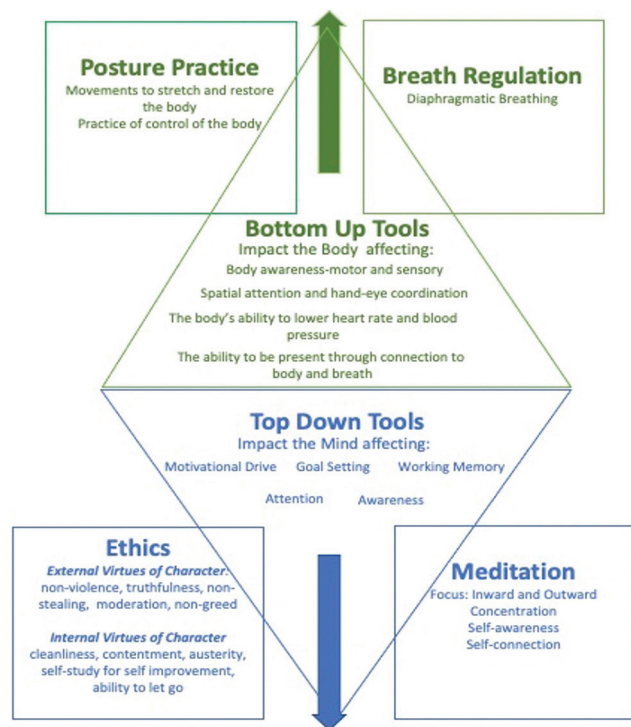 Posture Practice
Movements to stretch and restore
the body
Practice of control of the body
Breath Regulation
Diaphragmatic Breathing
Bottom Up Tools
Impact the Body affecting:
Body awareness-motor and sensory
Spatial attention and hand-eye coordination
The body's ability to lower heart rate and blood
pressure
The ability to be present through connection to
body and breath
Top Down Tools
Impact the Mind affecting:
Motivational Drive Goal Setting Working Memory
Attention Awareness
Ethics
External Virtues of Character:
non-violence, truthfulness, non-
stealing, moderation, non-greed
Internal Virtues of Character
cleanliness, contentment, austerity,
self-study for self improvement,
ability to let go
Meditation
Focus: Inward and Outward
Concentration
Self-awareness
Self-connection